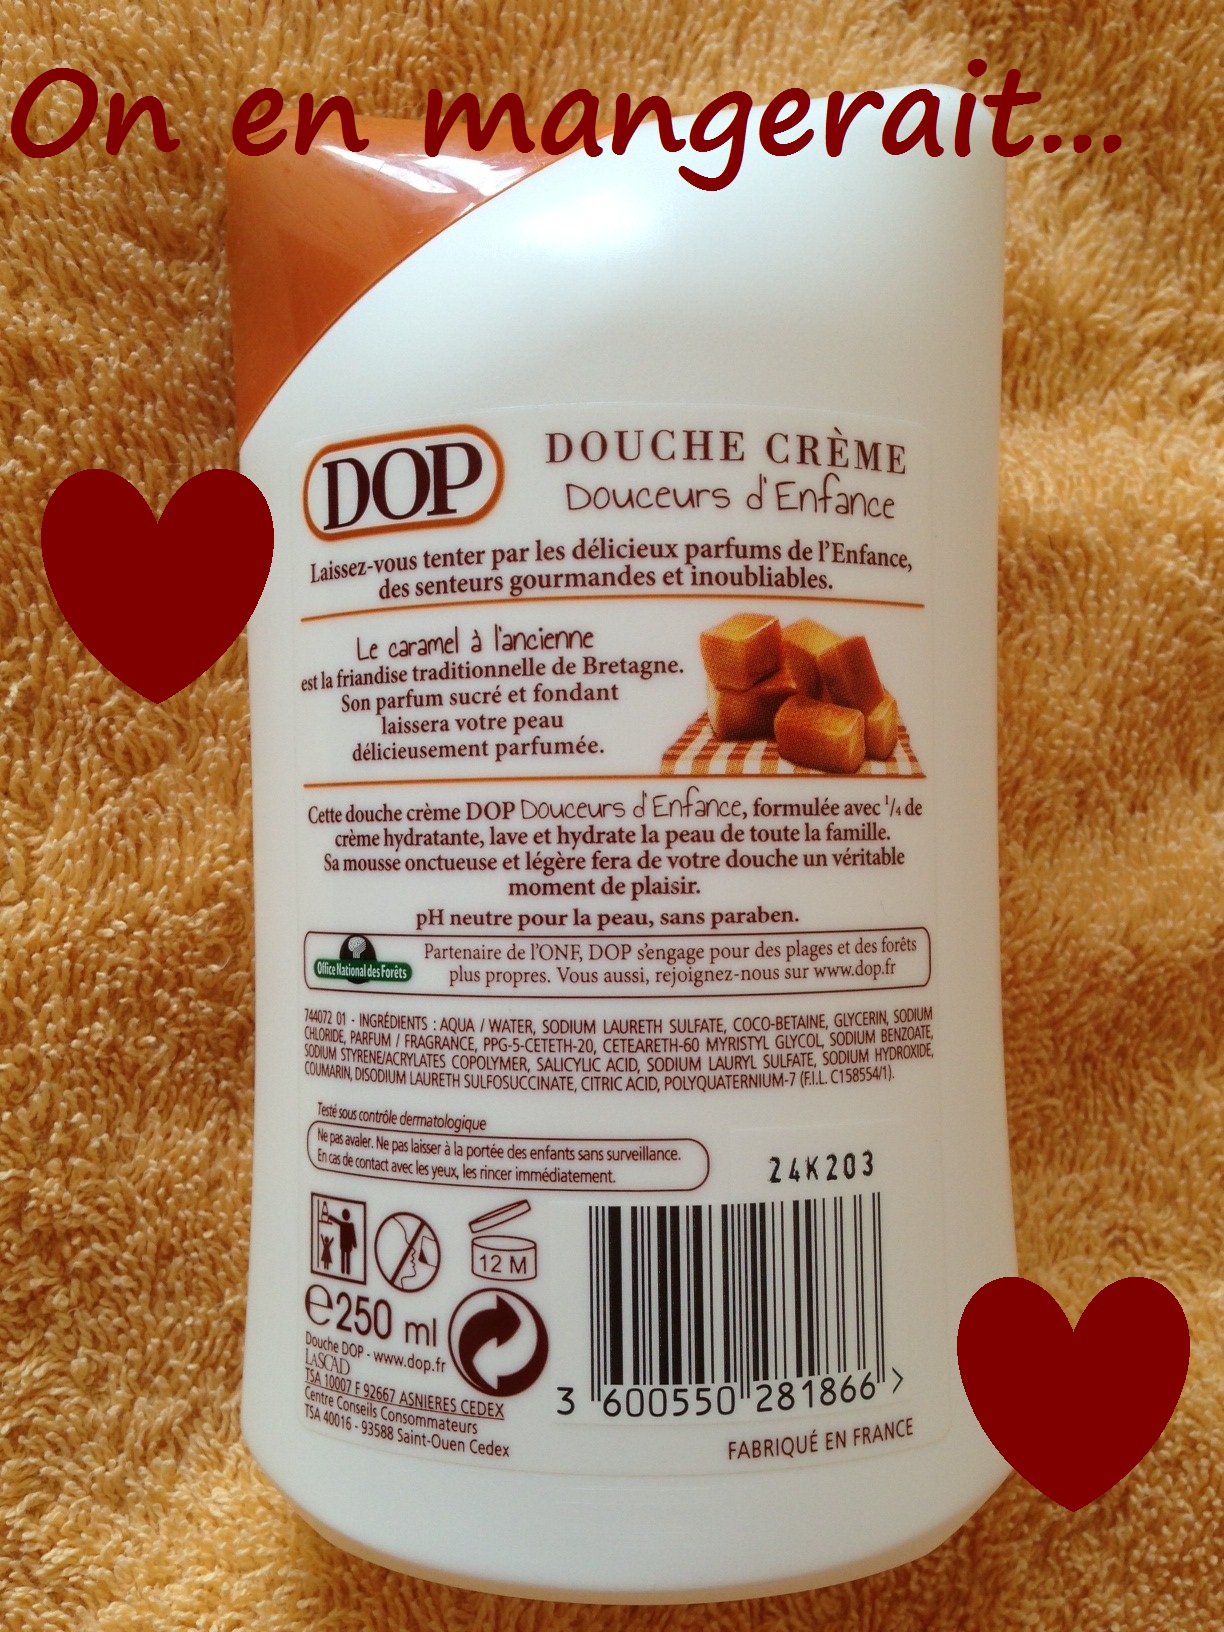 On en mangerait...
DOP
DOUCHE CRÈME
Douceurs d'Enfance
Laissez-vous tenter par les délicieux parfums de l'Enfance,
des senteurs gourmandes et inoubliables.
Le caramel à l'ancienne
est la friandise traditionnelle de Bretagne.
Son parfum sucré et fondant
laissera votre peau
délicieusement parfumée.
Cette douche crème DOP Douceurs d'Enfance, formulée avec 1/4 de
crème hydratante, lave et hydrate la peau de toute la famille.
Sa mousse onctueuse et légère fera de votre douche un véritable
moment de plaisir.
pH neutre pour la peau, sans paraben.
Office National des Forêts
Partenaire de l'ONF, DOP s'engage pour des plages et des forêts
plus propres. Vous aussi, rejoignez-nous sur www.dop.fr
744072 01 - INGRÉDIENTS : AQUA / WATER, SODIUM LAURETH SULFATE, COCO-BETAINE, GLYCERIN, SODIUM
CHLORIDE, PARFUM / FRAGRANCE, PPG-5-CETETH-20, CETEARETH-60 MYRISTYL GLYCOL, SODIUM BENZOATE,
SODIUM STYRENE/ACRYLATES COPOLYMER, SALICYLIC ACID, SODIUM LAURYL SULFATE, SODIUM HYDROXIDE,
COUMARIN, DISODIUM LAURETH SULFOSUCCINATE, CITRIC ACID, POLYQUATERNIUM-7 (F.I.L. C158554/1).
Testé sous contrôle dermatologique
Ne pas avaler. Ne pas laisser à la portée des enfants sans surveillance.
En cas de contact avec les yeux, les rincer immédiatement.
24K203
12 M
e 250 ml
Douche DOP - www.dop.fr
LASCAD
TSA 10007 F 92667 ASNIERES CEDEX
Centre Conseils Consommateurs
TSA 40016 - 93588 Saint-Ouen Cedex
3 600550 281866 >
FABRIQUÉ EN FRANCE